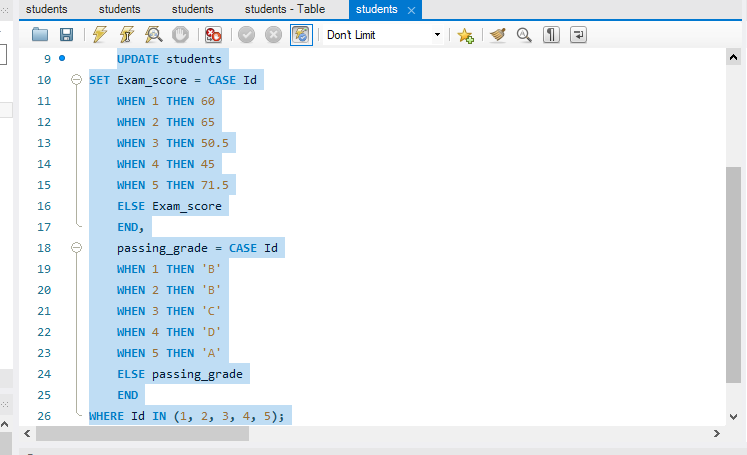 students students students students - Table students
Don't Limit
9 UPDATE students
10 SET Exam_score = CASE Id
11 WHEN 1 THEN 60
12 WHEN 2 THEN 65
13 WHEN 3 THEN 50.5
14 WHEN 4 THEN 45
15 WHEN 5 THEN 71.5
16 ELSE Exam_score
17 END,
18 passing_grade = CASE Id
19 WHEN 1 THEN 'B'
20 WHEN 2 THEN 'B'
21 WHEN 3 THEN 'C'
22 WHEN 4 THEN 'D'
23 WHEN 5 THEN 'A'
24 ELSE passing_grade
25 END
26 WHERE Id IN (1, 2, 3, 4, 5);